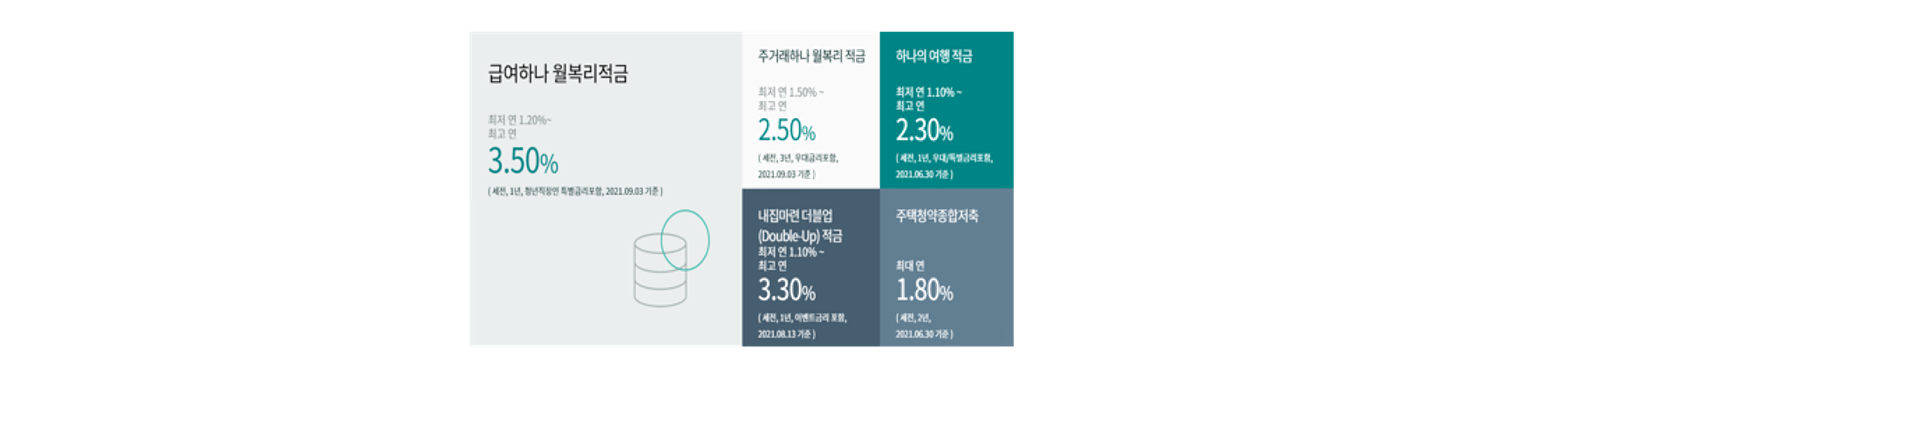 급여하나 월복리적금
최저 연 1.20%~
최고 연
3.50%
( 세전, 1년, 청년직장인 특별금리포함, 2021.09.03 기준 )
주거래하나 월복리 적금
최저 연 1.50% ~
최고 연
2.50%
( 세전, 3년, 우대금리포함,
2021.09.03 기준 )
하나의 여행 적금
최저 연 1.10% ~
최고 연
2.30%
( 세전, 1년, 우대/특별금리포함,
2021.06.30 기준 )
내집마련 더블업
(Double-Up) 적금
최저 연 1.10% ~
최고 연
3.30%
( 세전, 1년, 이벤트금리 포함,
2021.08.13 기준 )
주택청약종합저축
최대 연
1.80%
( 세전, 2년,
2021.06.30 기준 )